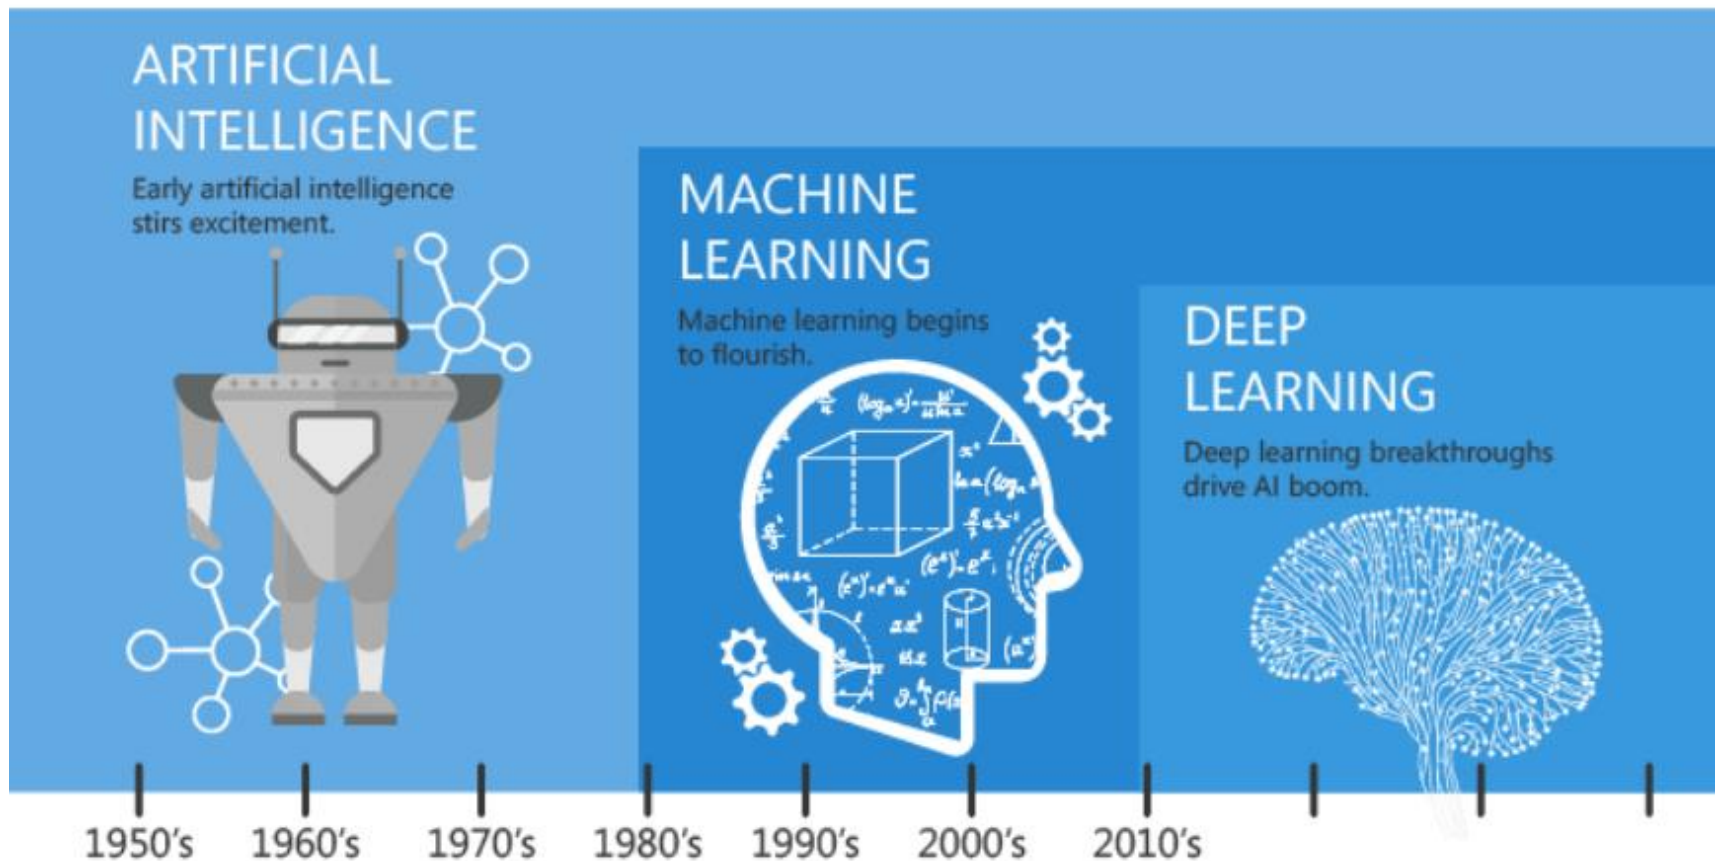 ARTIFICIAL
INTELLIGENCE
Early artificial intelligence
stirs excitement.
MACHINE
LEARNING
Machine learning begins
to flourish.
DEEP
LEARNING
Deep learning breakthroughs
drive AI boom.
1950's 1960's 1970's 1980's 1990's 2000's 2010's